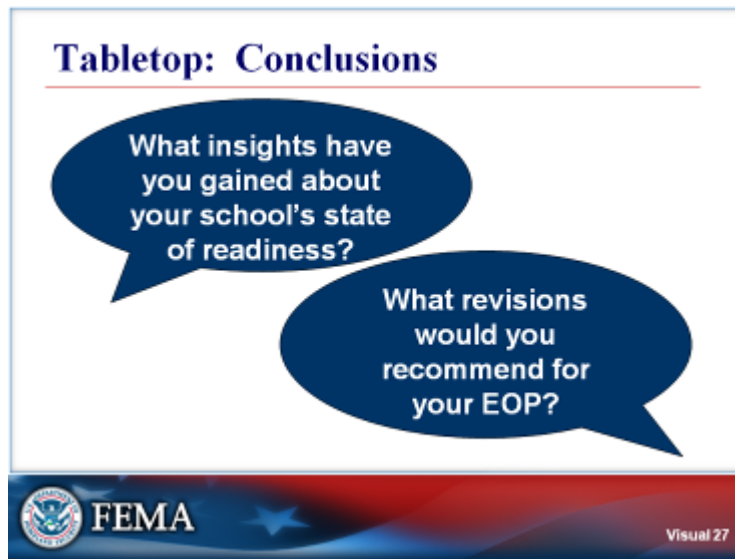 Tabletop:  Conclusions
What insights have
you gained about
your school's state
of readiness?
What revisions
would you
recommend for
your EOP?
FEMA
Visual 27